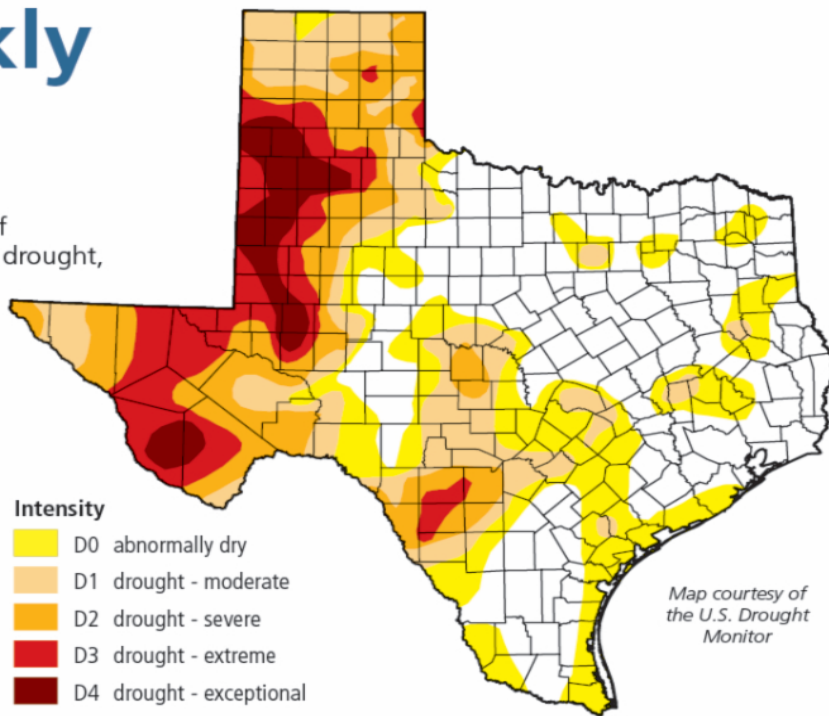 kly
f
drought,
Intensity
D0 abnormally dry
D1 drought - moderate
D2 drought - severe
D3 drought - extreme
D4 drought - exceptional
Map courtesy of
the U.S. Drought
Monitor